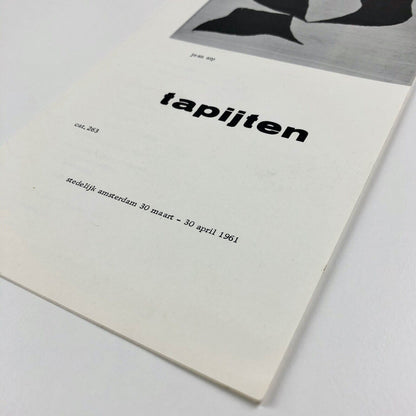 jean arp
tapijten
cat. 263
stedelijk amsterdam 30 maart - 30 april 1961